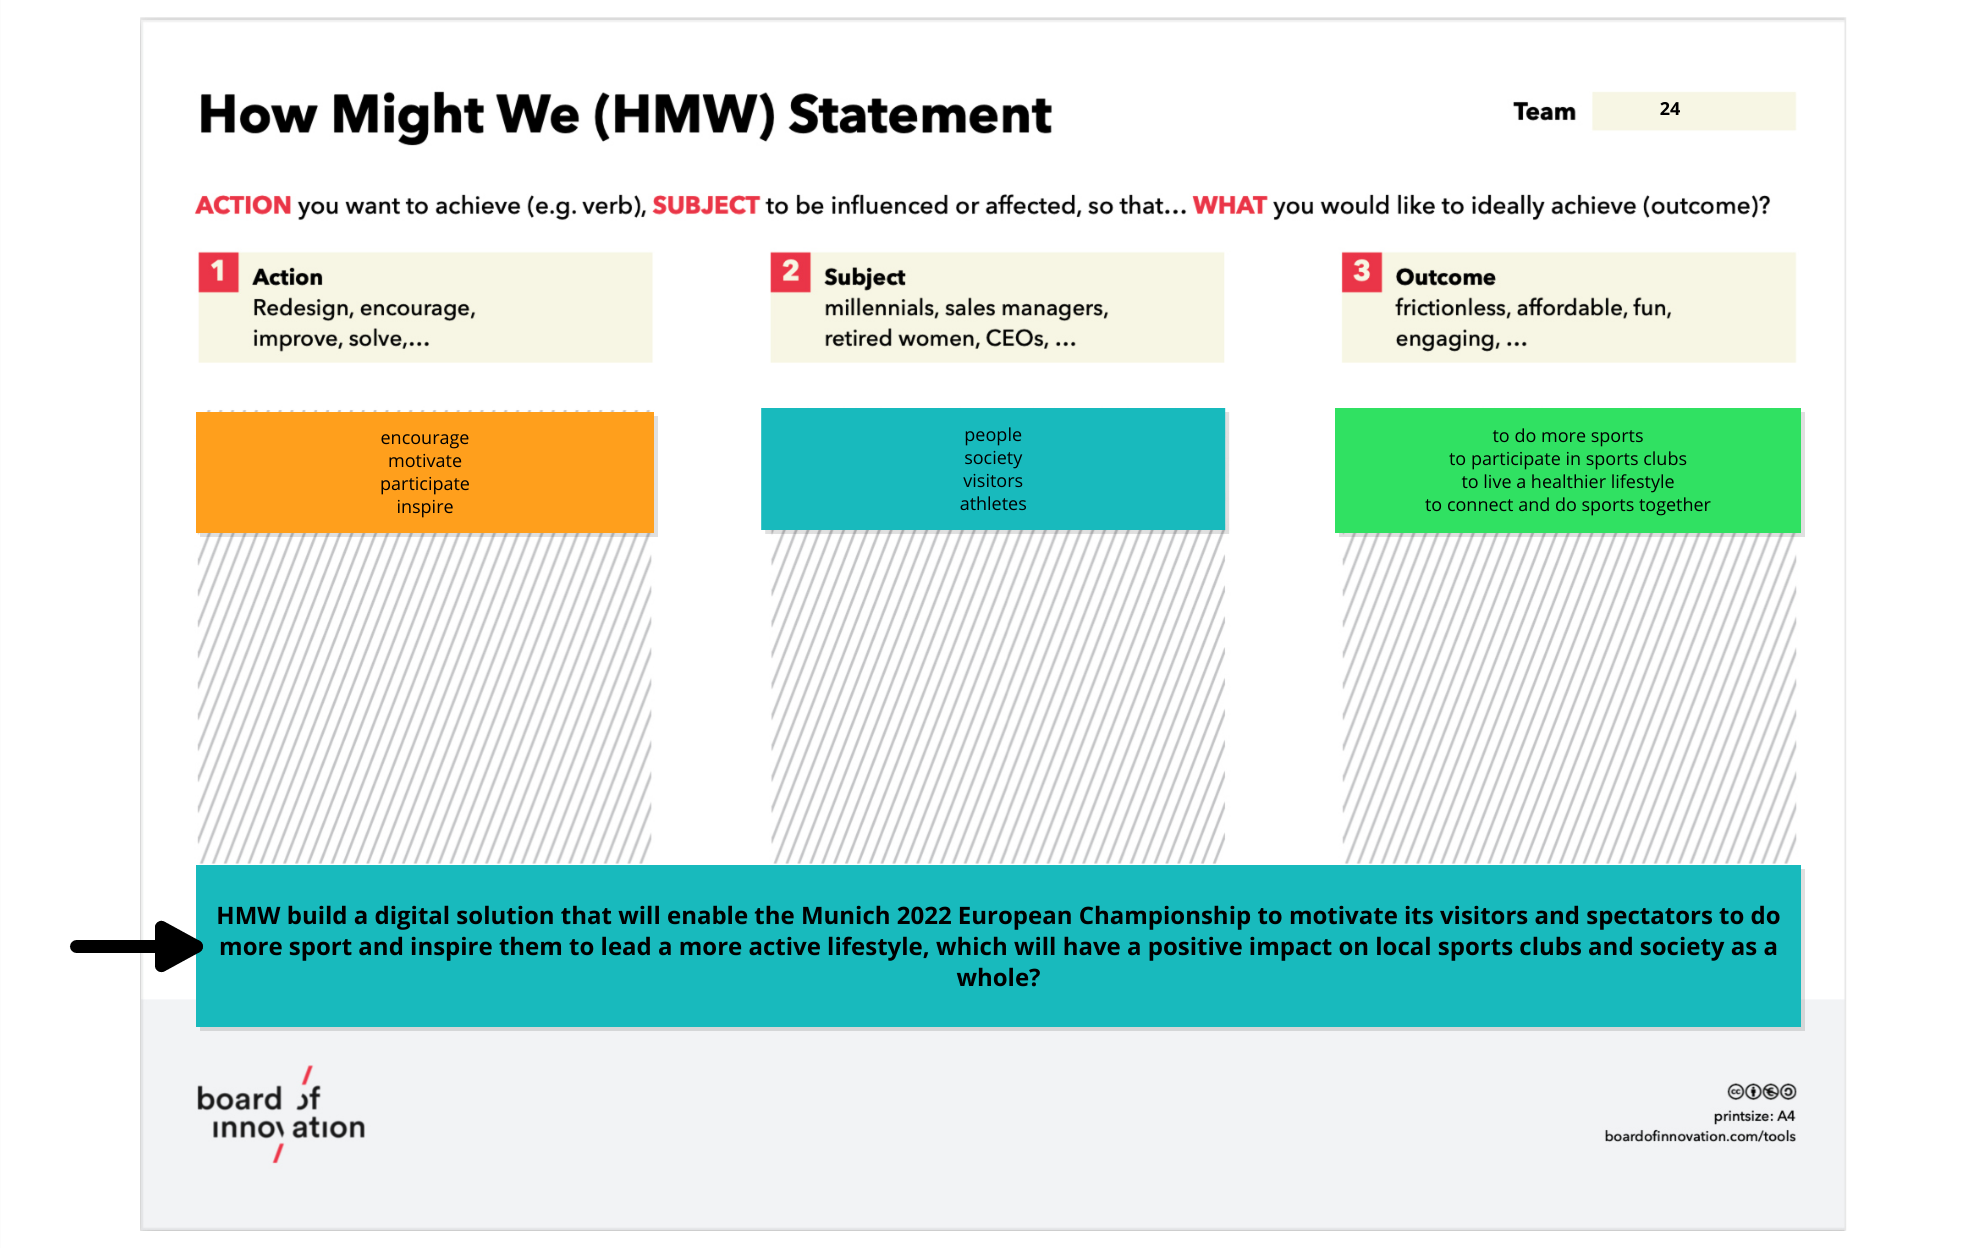 How Might We (HMW) Statement
Team 24
ACTION you want to achieve (e.g. verb), SUBJECT to be influenced or affected, so that... WHAT you would like to ideally achieve (outcome)?
1 Action
Redesign, encourage,
improve, solve,...
2 Subject
millennials, sales managers,
retired women, CEOs, ...
3 Outcome
frictionless, affordable, fun,
engaging, ...
encourage
motivate
participate
inspire
people
society
visitors
athletes
to do more sports
to participate in sports clubs
to live a healthier lifestyle
to connect and do sports together
HMW build a digital solution that will enable the Munich 2022 European Championship to motivate its visitors and spectators to do
more sport and inspire them to lead a more active lifestyle, which will have a positive impact on local sports clubs and society as a
whole?
board of
innovation
printsize: A4
boardofinnovation.com/tools